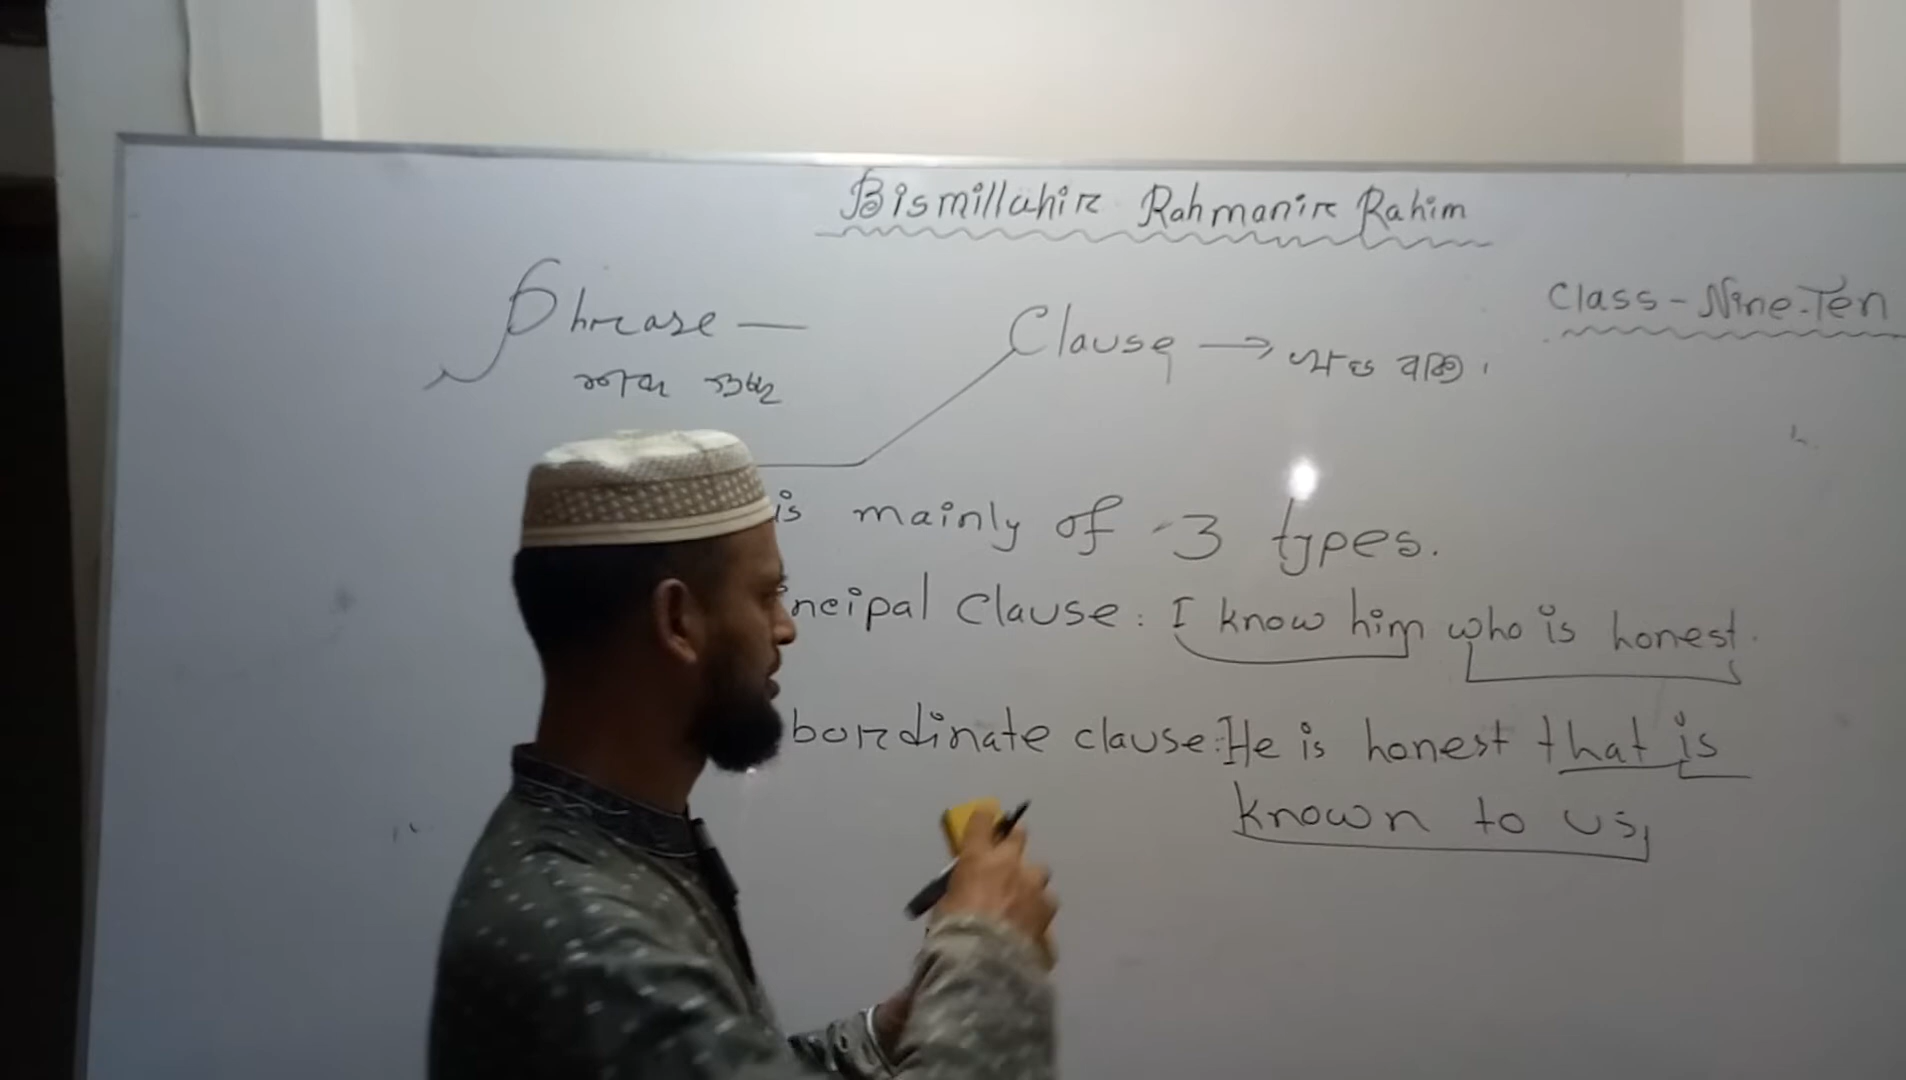 Bismillahir Rahmanir Rahim
Class-Nine-Ten
Phrase —
Clause → খণ্ড বাক্য।
is mainly of 3 types.
ncipal Clause: I know him who is honest.
bordinate clause: He is honest that is
known to us,